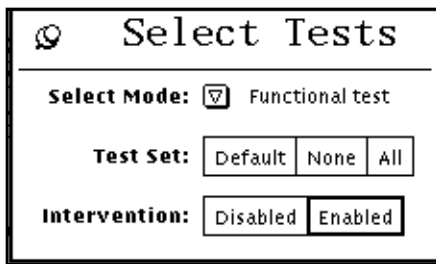 Select Tests
Select Mode: Functional test
Test Set: Default None All
Intervention: Disabled Enabled